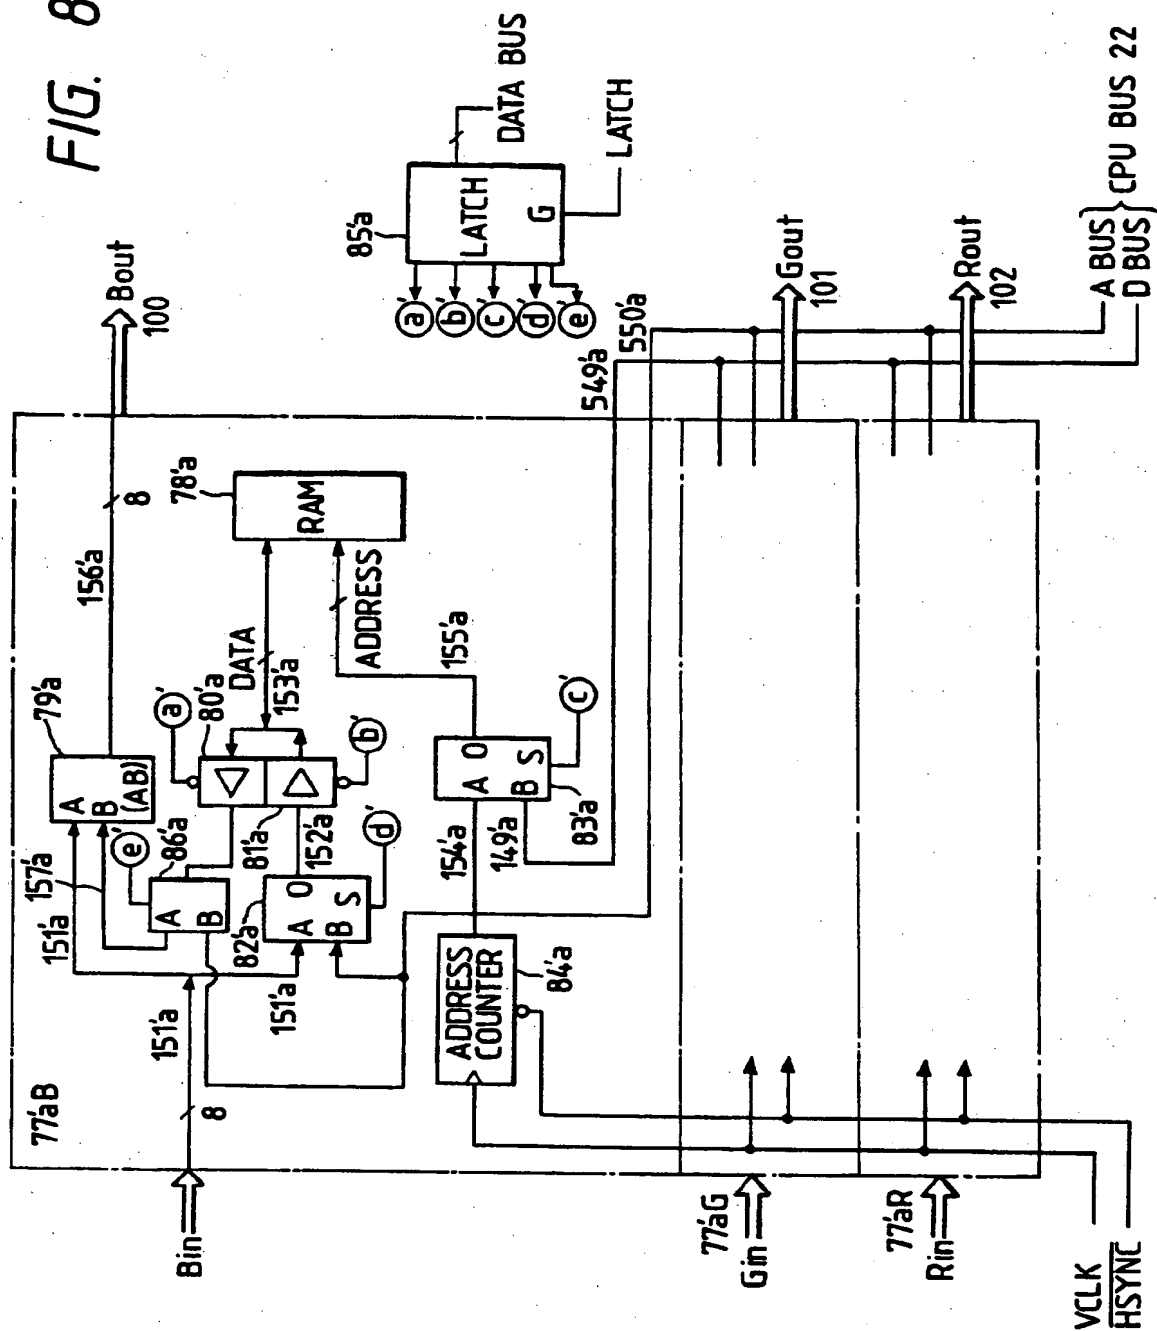 FIG. 8
77'aB
Bin
8
151'a
151'a
157'a
151'a
e'
86'a
A
B
79'a
A
B
(AB)
156'a
8
Bout
100
a'
80'a
81'a
DATA
153'a
b'
152'a
82'a
A
B
O
S
d'
78'a
RAM
ADDRESS
155'a
ADDRESS
COUNTER
84'a
154'a
149'a
A
B
O
S
83'a
c'
85'a
LATCH
G
DATA BUS
LATCH
a'
b'
c'
d'
e'
549'a
550'a
77'aG
Gin
Gout
101
77'aR
Rin
Rout
102
VCLK
HSYNC
A BUS
D BUS
CPU BUS 22